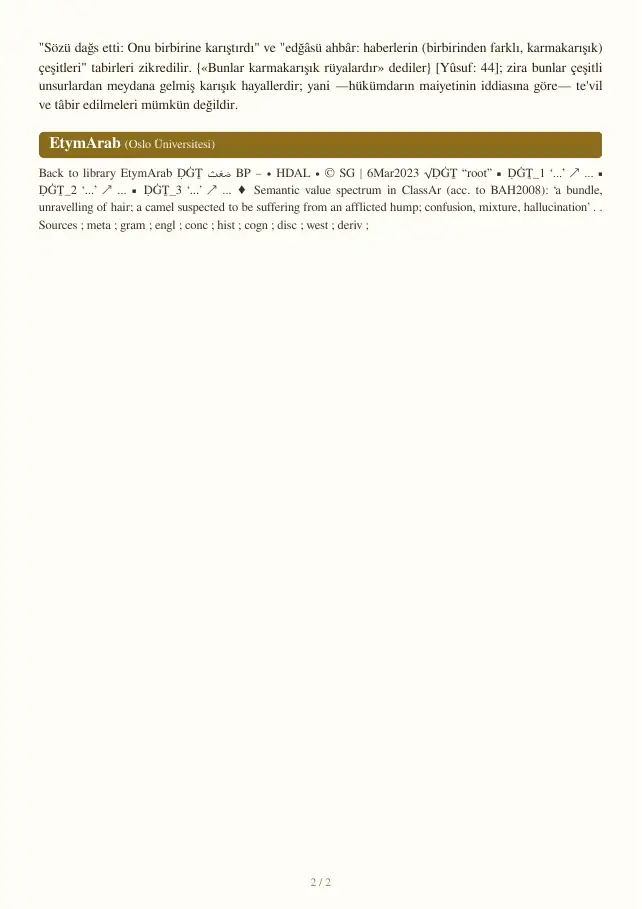 "Sözü dağs etti: Onu birbirine karıştırdı" ve "edğâsü ahbâr: haberlerin (birbirinden farklı, karmakarışık)
çeşitleri" tabirleri zikredilir. {«Bunlar karmakarışık rüyalardır» dediler} [Yûsuf: 44]; zira bunlar çeşitli
unsurlardan meydana gelmiş karışık hayallerdir; yani —hükümdarın maiyetinin iddiasına göre— te'vil
ve tâbir edilmeleri mümkün değildir.
EtymArab (Oslo Üniversitesi)
Back to library EtymArab ḌĠṮ ضغث BP – • HDAL • © SG | 6Mar2023 √ḌĠṮ “root” ▪ ḌĠṮ_1 ‘...’ ↗ ... ▪
ḌĠṮ_2 ‘...’ ↗ ... ▪ ḌĠṮ_3 ‘...’ ↗ ... ♦ Semantic value spectrum in ClassAr (acc. to BAH2008): ‘a bundle,
unravelling of hair; a camel suspected to be suffering from an afflicted hump; confusion, mixture, hallucination’ . .
Sources ; meta ; gram ; engl ; conc ; hist ; cogn ; disc ; west ; deriv ;
2 / 2